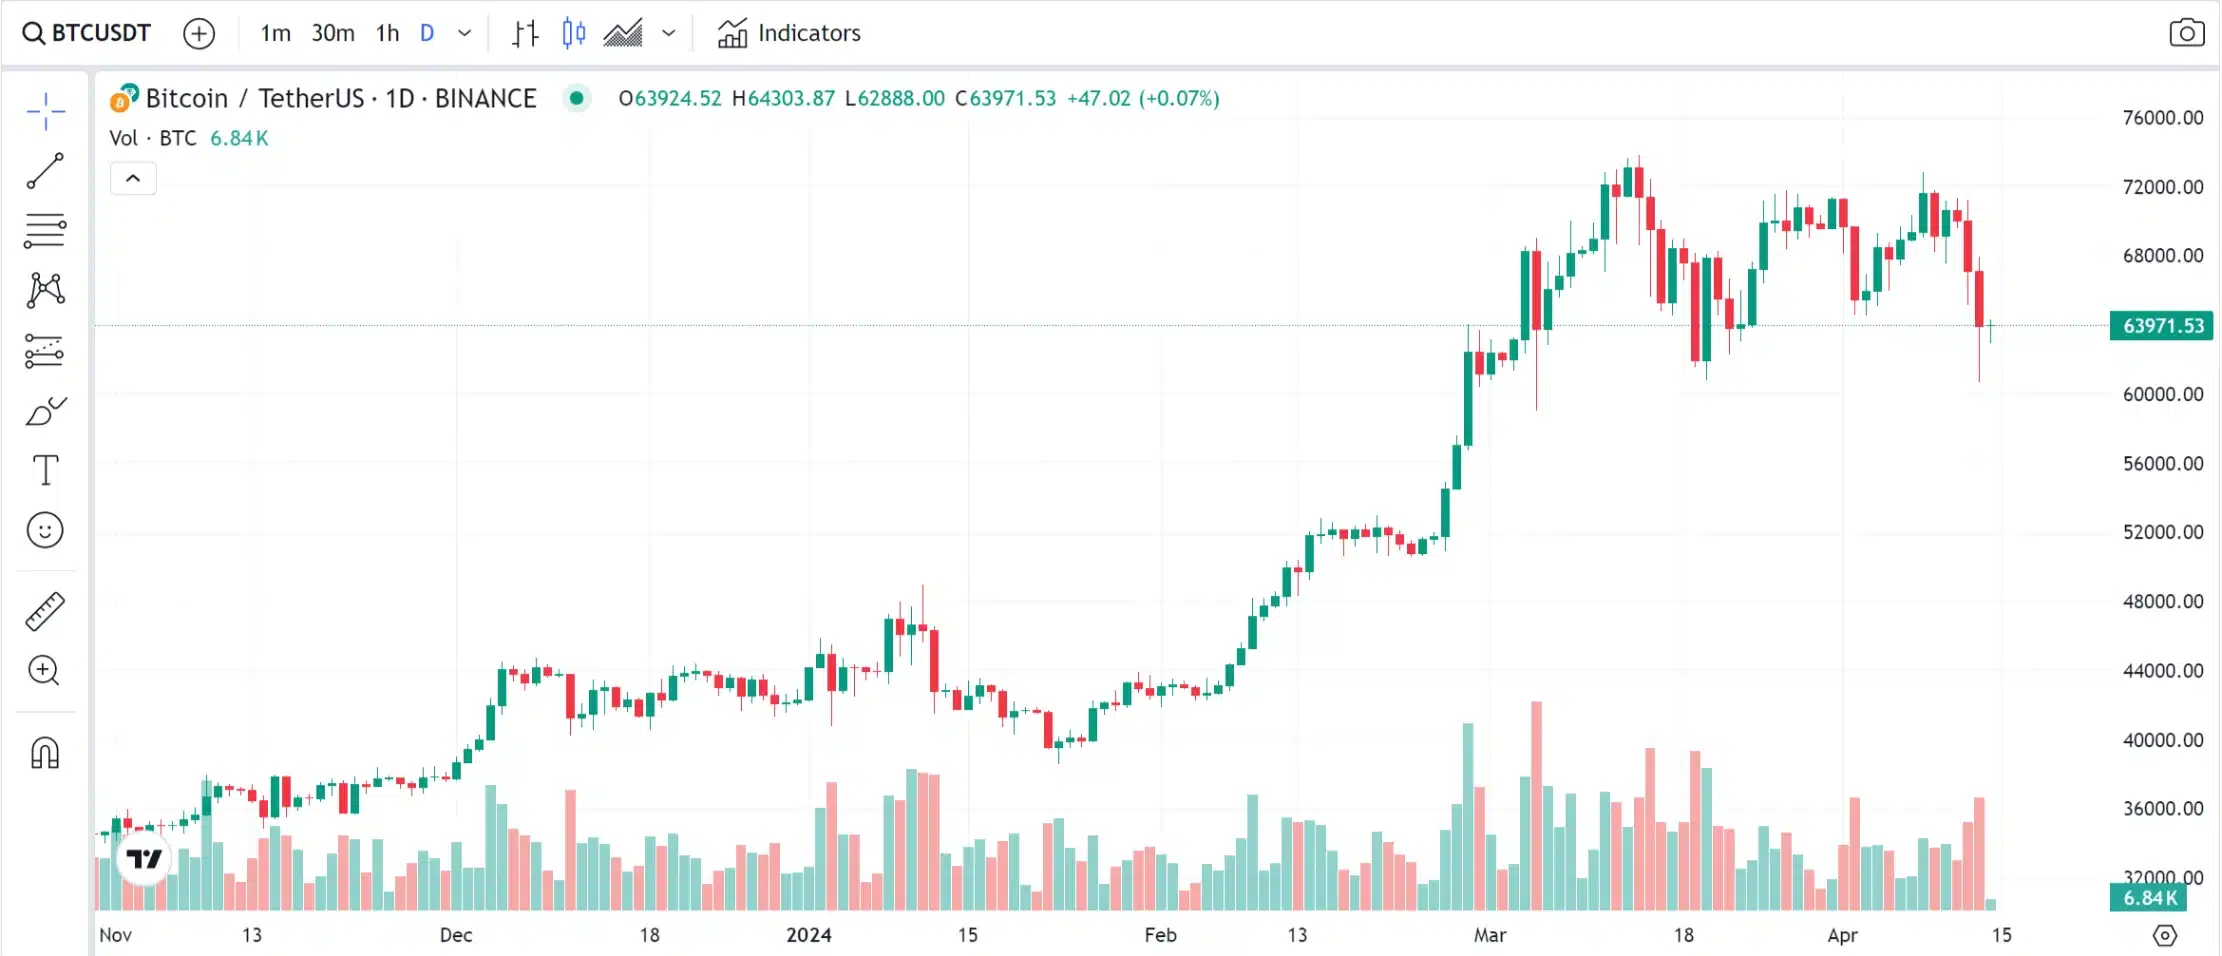 BTCUSDT 1m 30m 1h D Indicators
Bitcoin / TetherUS · 1D · BINANCE O63924.52 H64303.87 L62888.00 C63971.53 +47.02 (+0.07%)
Vol · BTC 6.84K
76000.00
72000.00
68000.00
63971.53
60000.00
56000.00
52000.00
48000.00
44000.00
40000.00
36000.00
32000.00
6.84K
Nov 13 Dec 18 2024 15 Feb 13 Mar 18 Apr 15